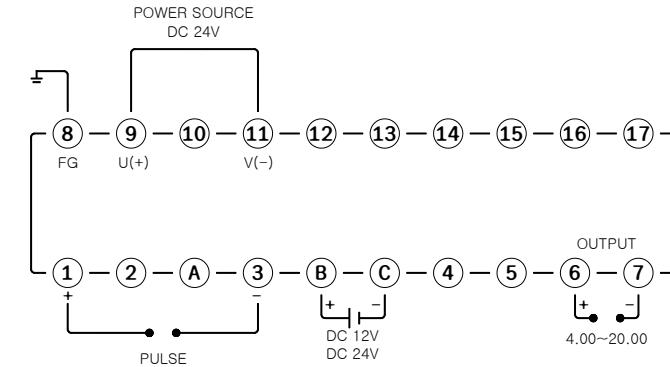 POWER SOURCE
DC 24V
8 9 10 11 12 13 14 15 16 17
FG U(+) V(-)
OUTPUT
1 2 A 3 B C 4 5 6 7
+ - + - + -
DC 12V
DC 24V
4.00~20.00
PULSE